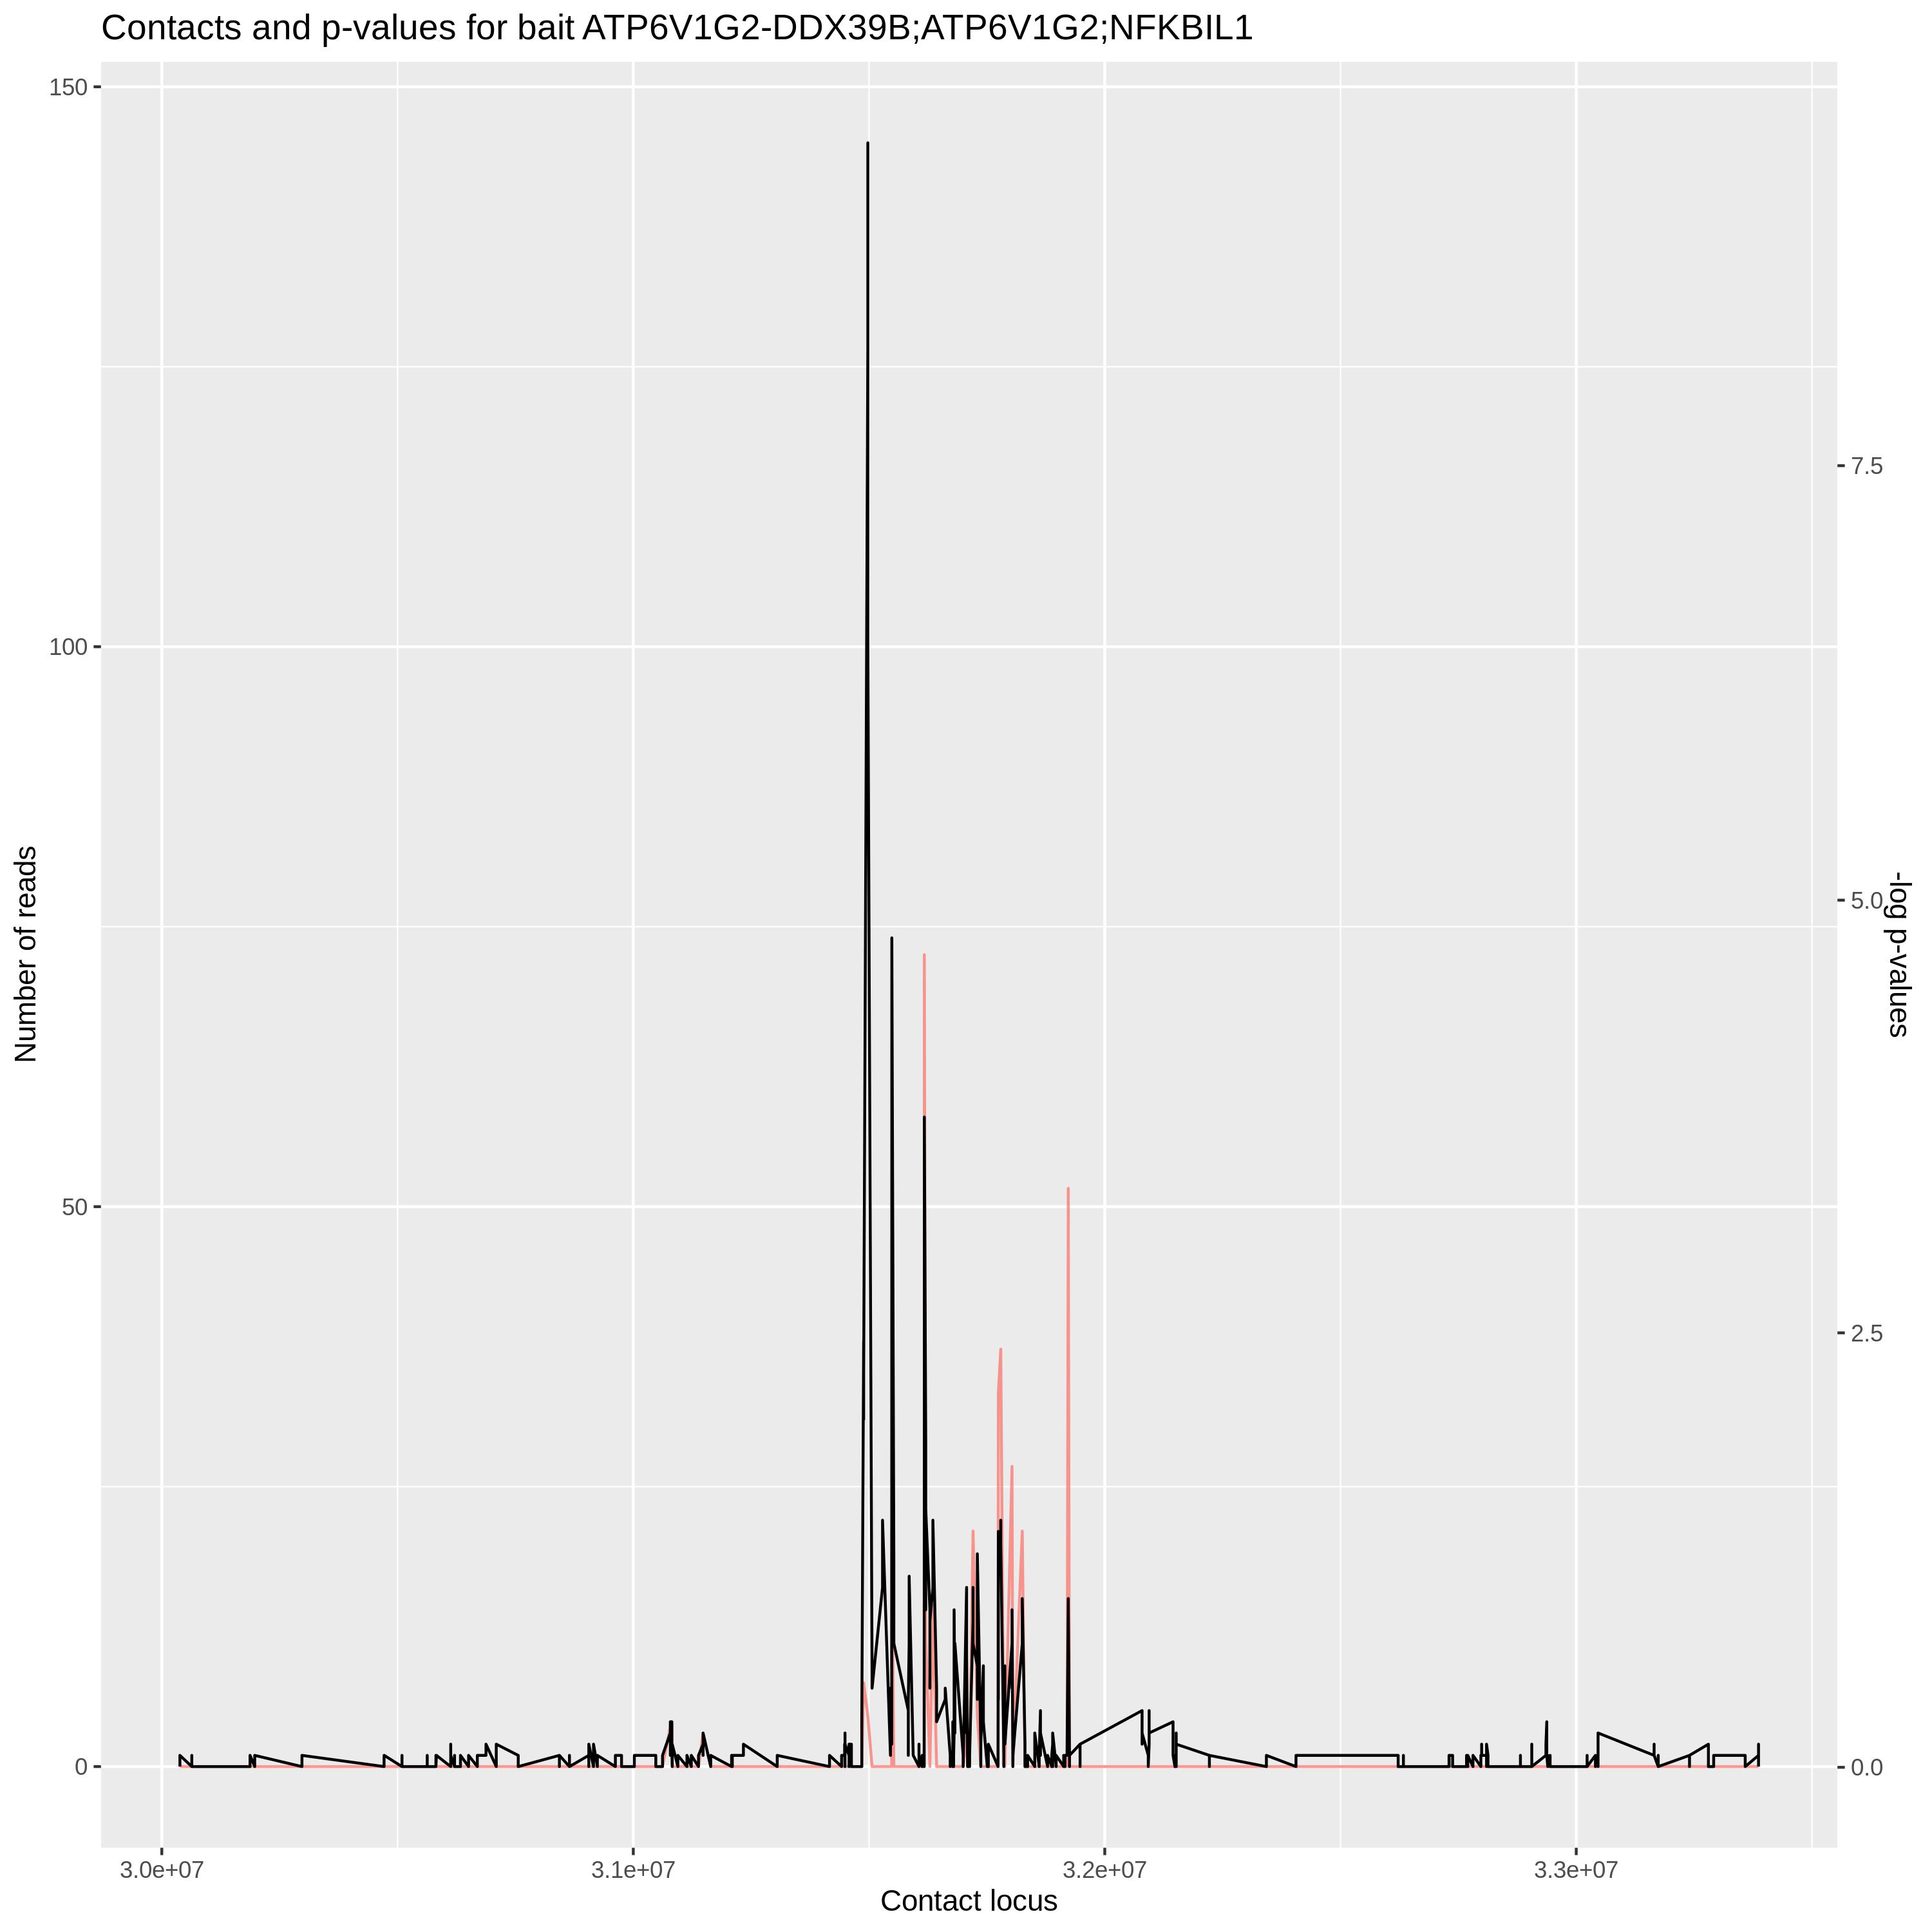 Contacts and p-values for bait ATP6V1G2-DDX39B;ATP6V1G2;NFKBIL1
150
100
50
0
Number of reads
7.5
5.0
2.5
0.0
-log p-values
3.0e+07
3.1e+07
3.2e+07
3.3e+07
Contact locus